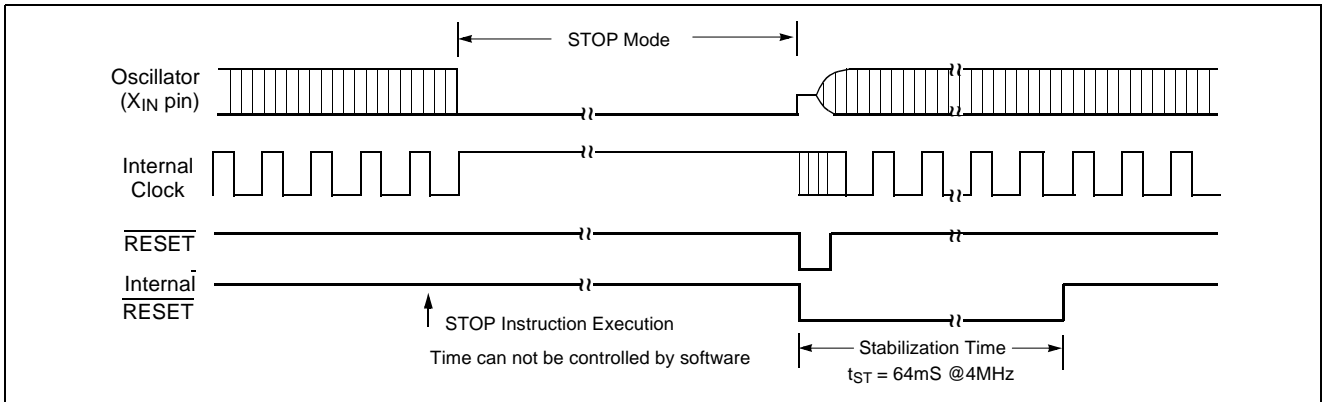 STOP Mode
Oscillator
(XIN pin)
Internal
Clock
RESET
Internal
RESET
STOP Instruction Execution
Time can not be controlled by software
Stabilization Time
tST = 64mS @4MHz